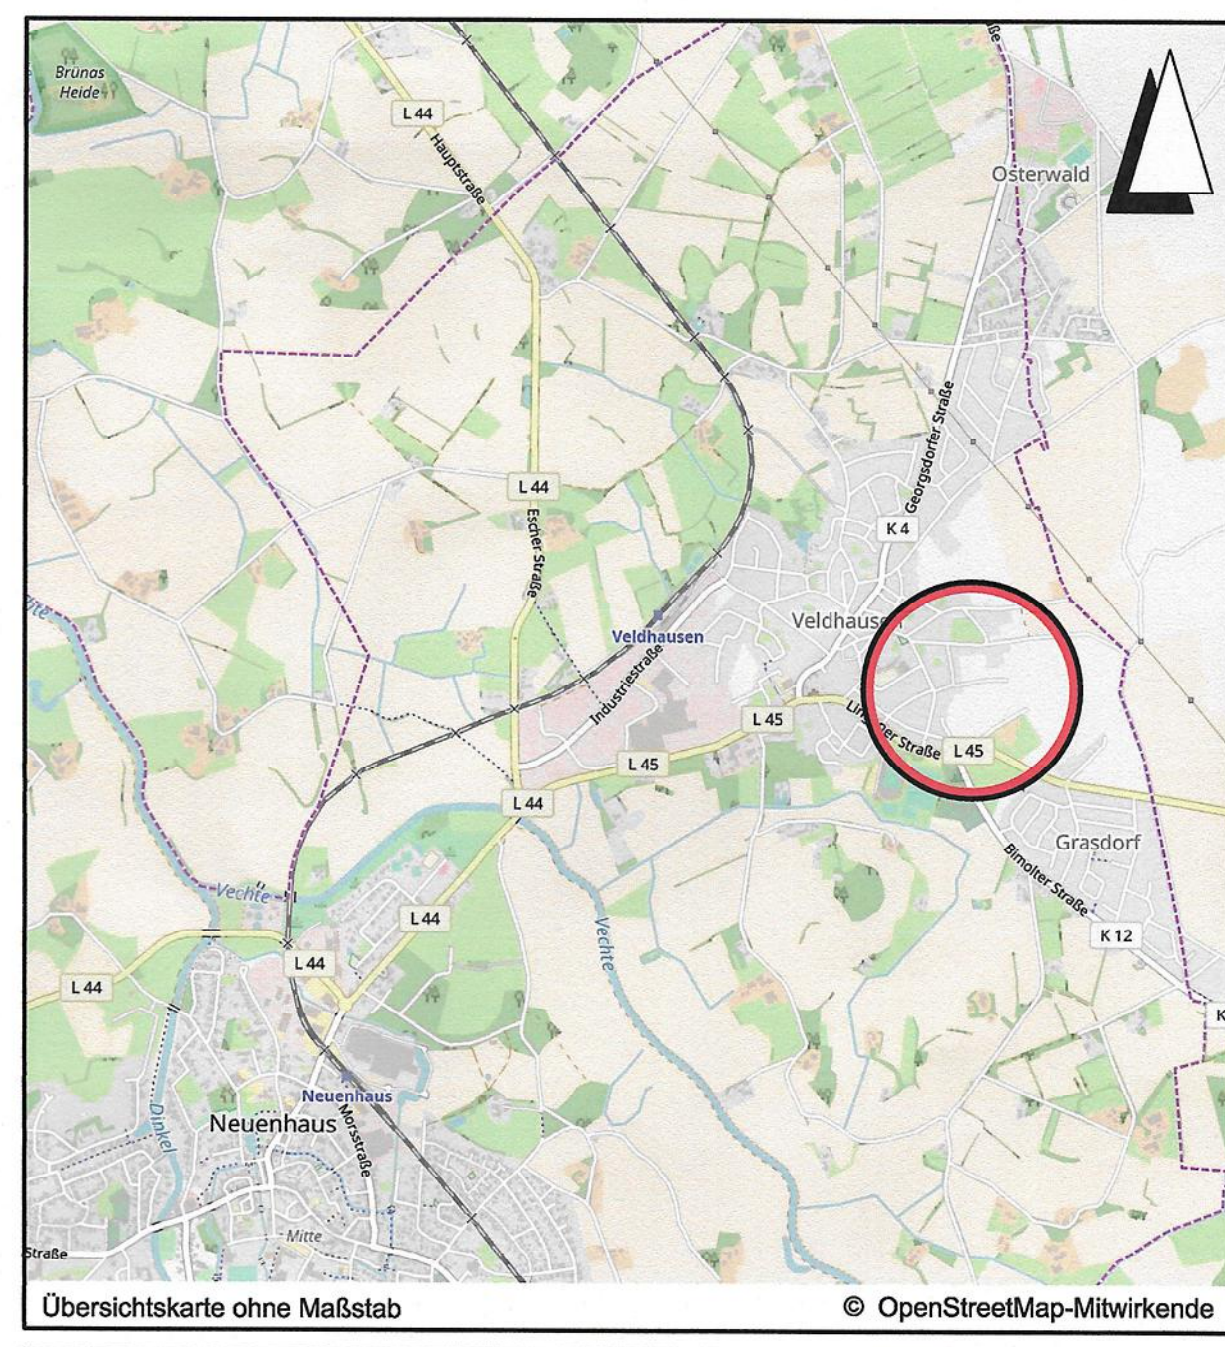 Brünas
Heide
L 44
Hauptstraße
ße
Osterwald
L 44
Escher Straße
Georgsdorfer Straße
K 4
Veldhausen
Veldhausen
Industriestraße
L 45
L 45
Straße
L 45
L 44
Grasdorf
Bimolter Straße
K 12
K
Vechte
Vechte
L 44
L 44
L 44
Neuenhaus
Neuenhaus
Morsstraße
Dinkel
Mitte
Straße
Übersichtskarte ohne Maßstab
© OpenStreetMap-Mitwirkende